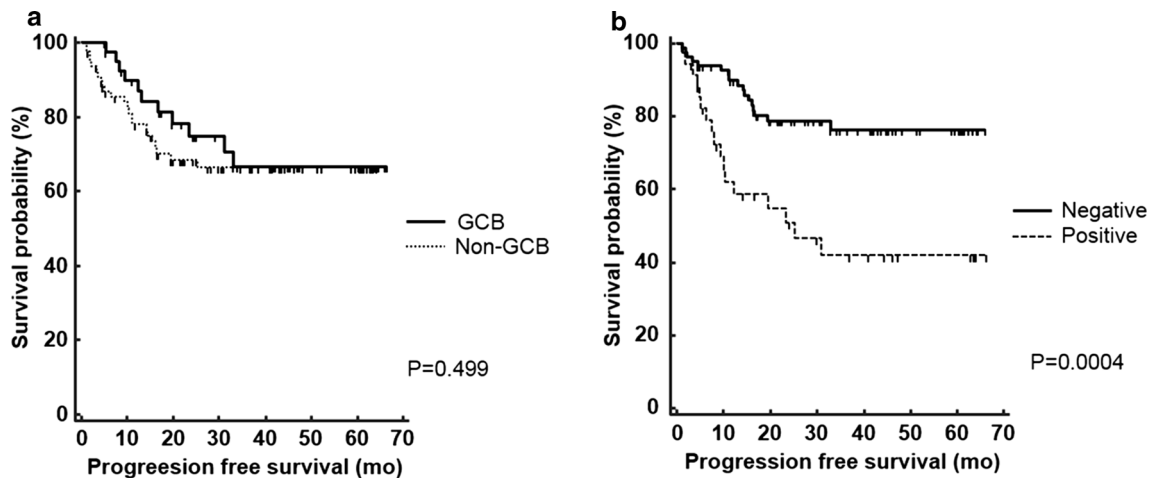 a
Survival probability (%)
100
80
60
40
20
0
0 10 20 30 40 50 60 70
Progreesion free survival (mo)
GCB
Non-GCB
P=0.499
b
Survival probability (%)
100
80
60
40
20
0
0 10 20 30 40 50 60 70
Progression free survival (mo)
Negative
Positive
P=0.0004